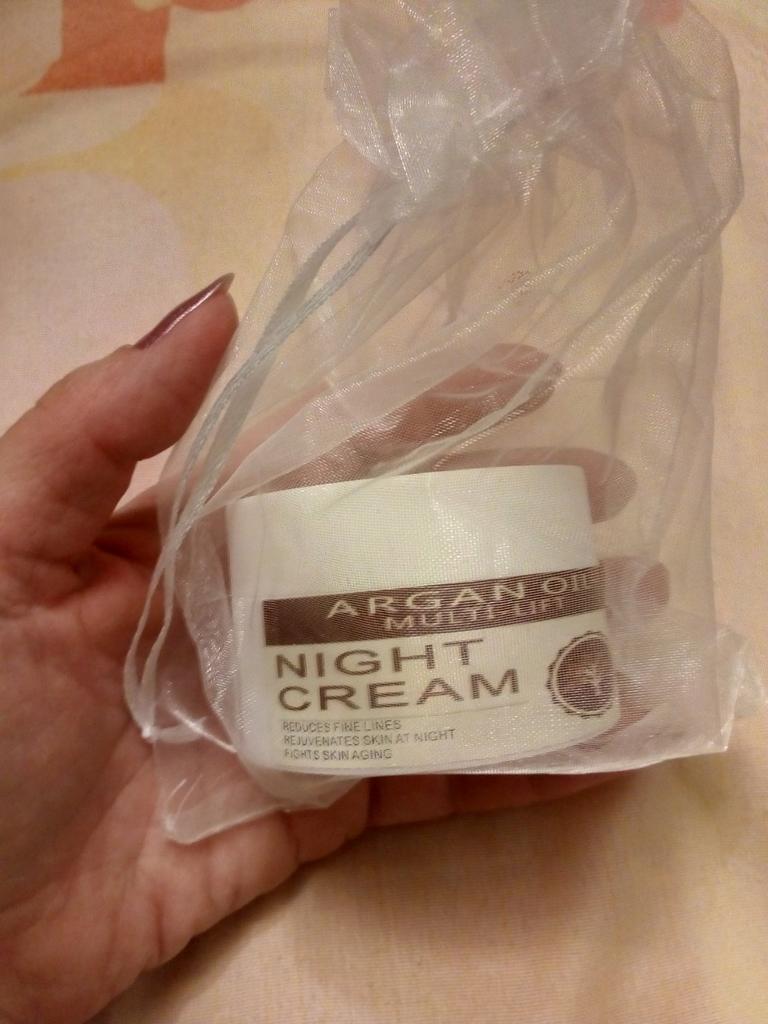 ARGAN OIL
MULTI-LIFT
NIGHT
CREAM
REDUCES FINE LINES
REJUVENATES SKIN AT NIGHT
FIGHTS SKIN AGING